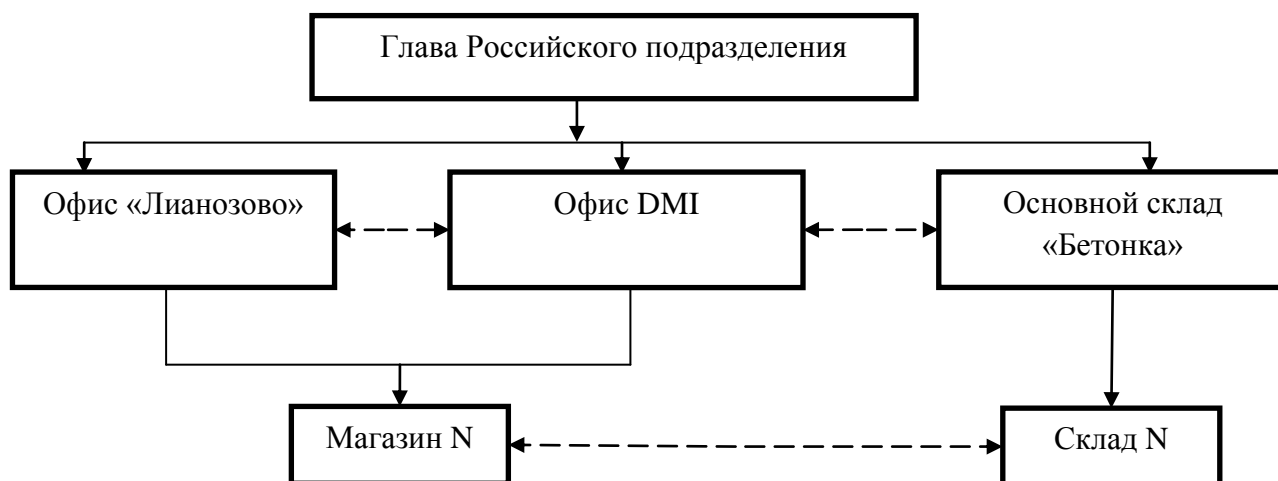 Глава Российского подразделения
Офис «Лианозово»
Офис DMI
Основной склад
«Бетонка»
Магазин N
Склад N